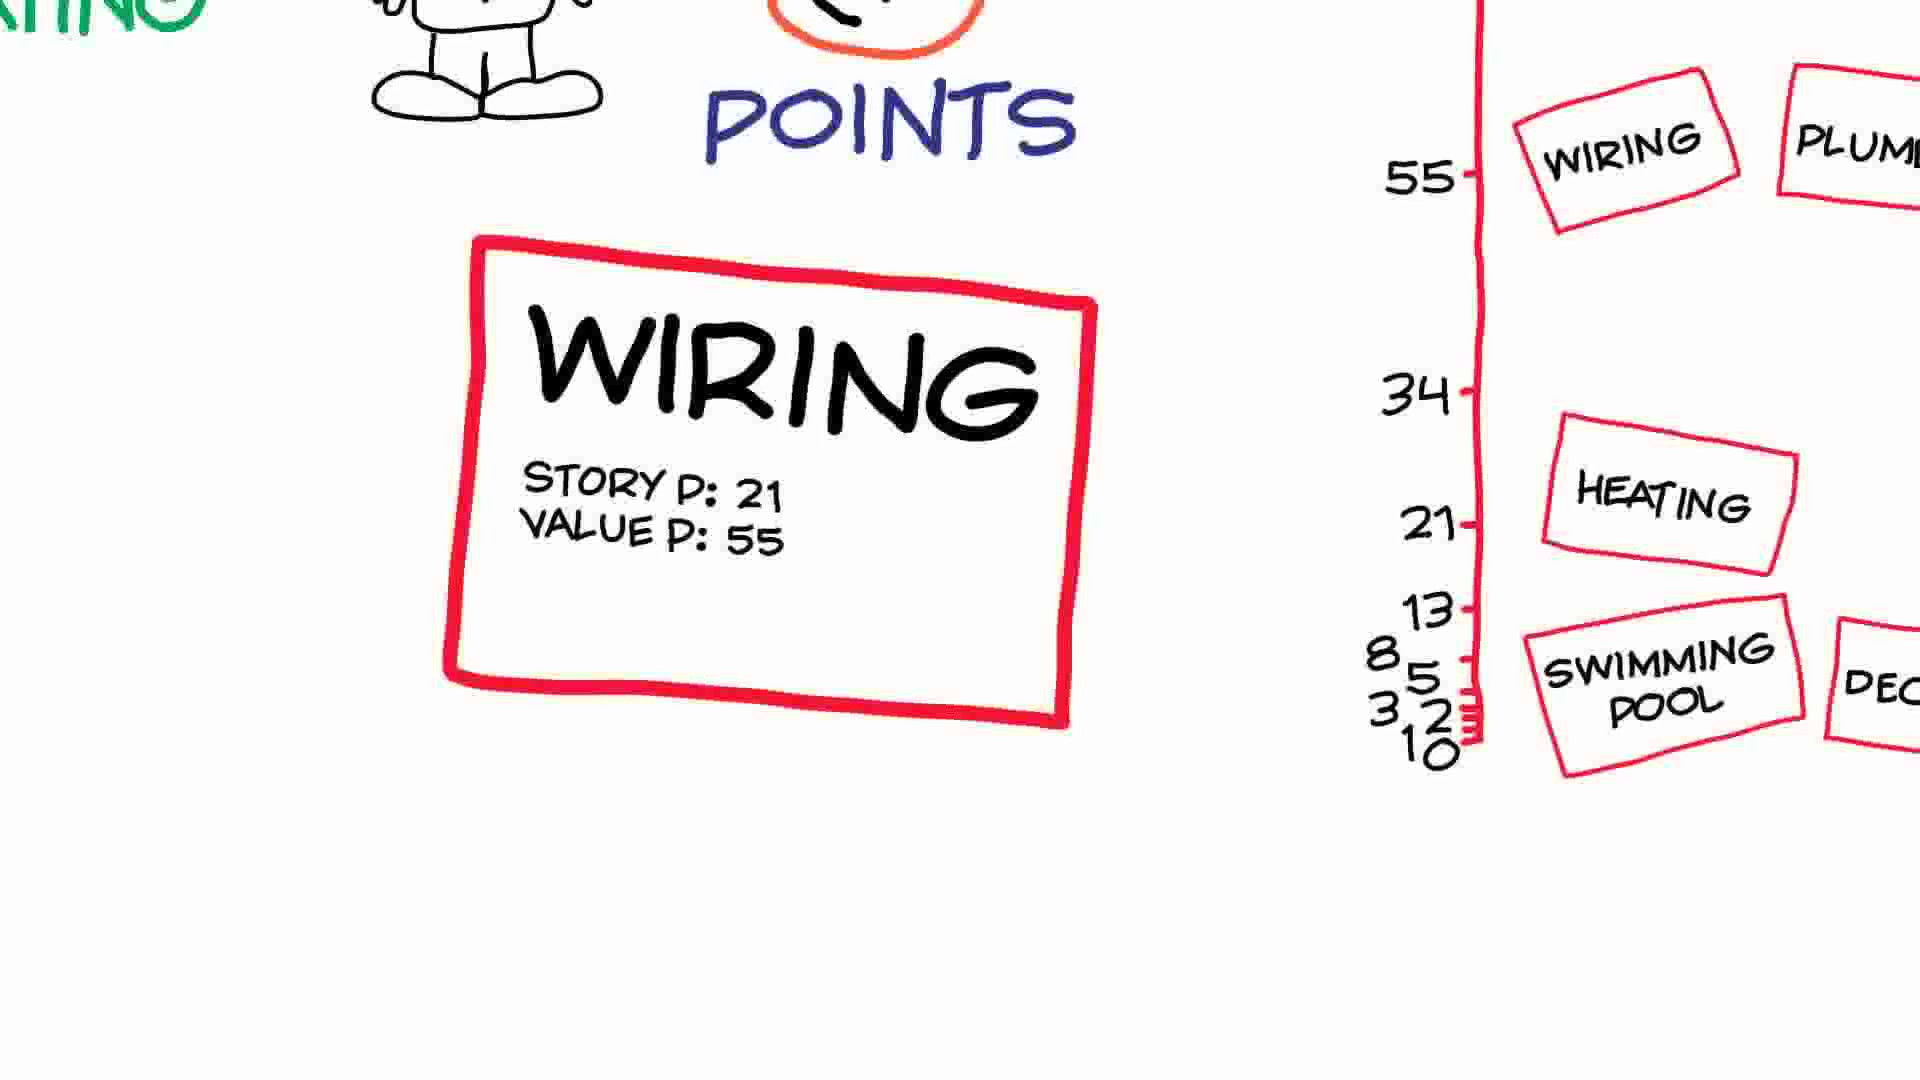 POINTS
WIRING
STORY P: 21
VALUE P: 55
55
34
21
13
8
5
3
2
1
0
WIRING
HEATING
SWIMMING
POOL